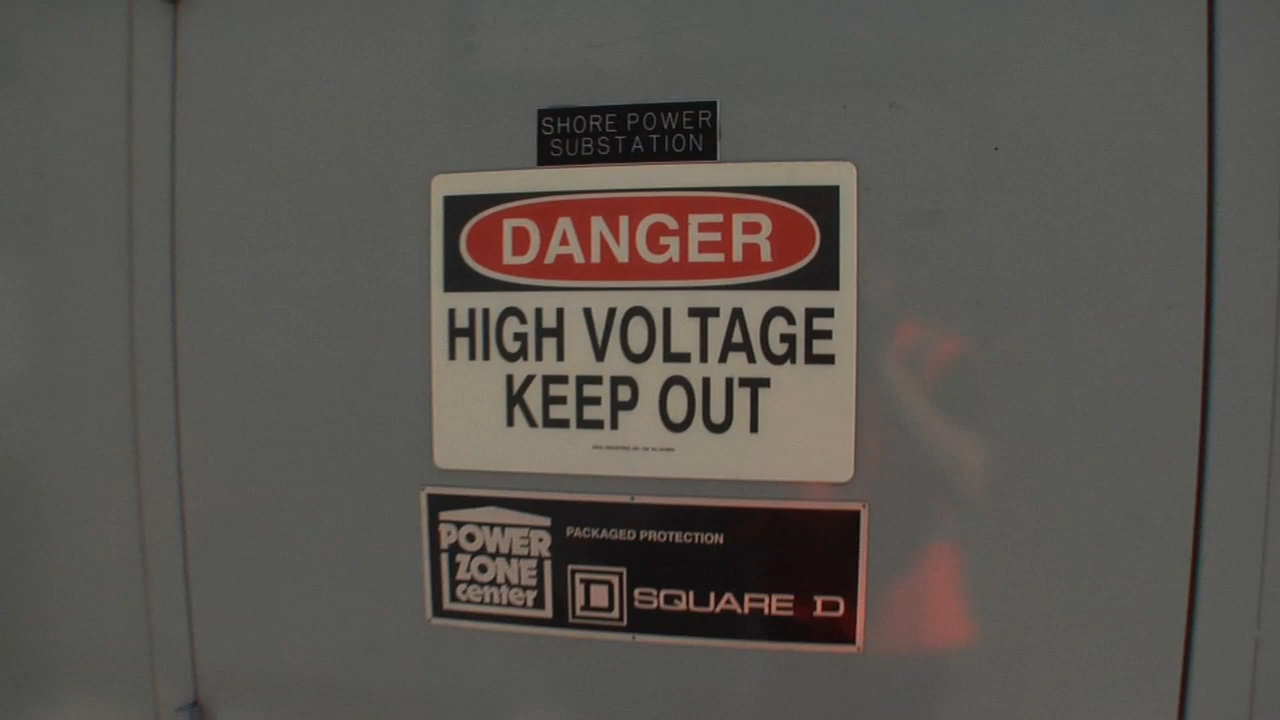 SHORE POWER
SUBSTATION
DANGER
HIGH VOLTAGE
KEEP OUT
POWER
ZONE
center
PACKAGED PROTECTION
D SQUARE D